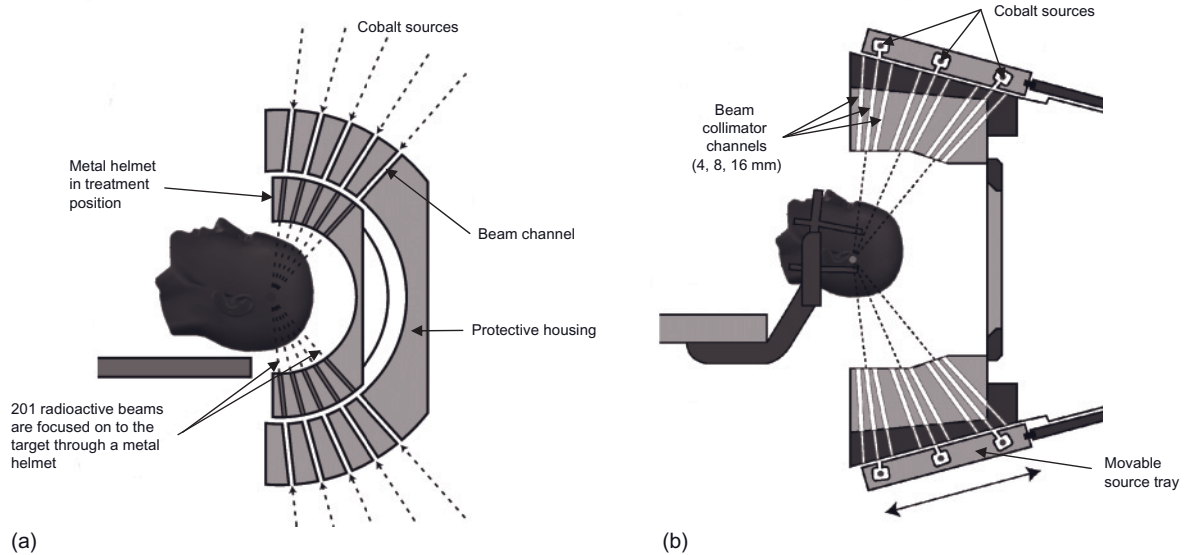 Cobalt sources
Metal helmet
in treatment
position
Beam channel
Protective housing
201 radioactive beams
are focused on to the
target through a metal
helmet
(a)
Cobalt sources
Beam
collimator
channels
(4, 8, 16 mm)
Movable
source tray
(b)